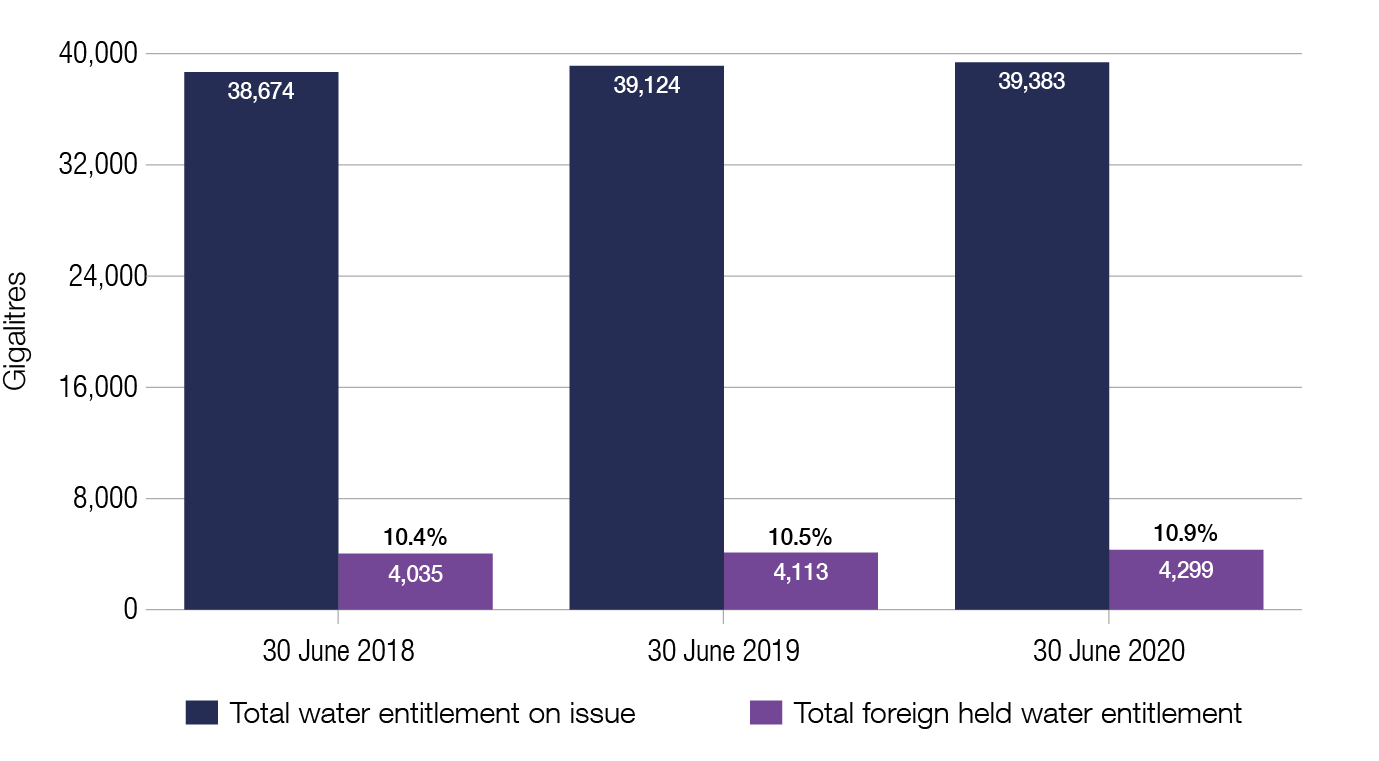 40,000
38,674
39,124
39,383
32,000
24,000
Gigalitres
16,000
8,000
10.4%
10.5%
10.9%
4,035
4,113
4,299
0
30 June 2018
30 June 2019
30 June 2020
Total water entitlement on issue
Total foreign held water entitlement